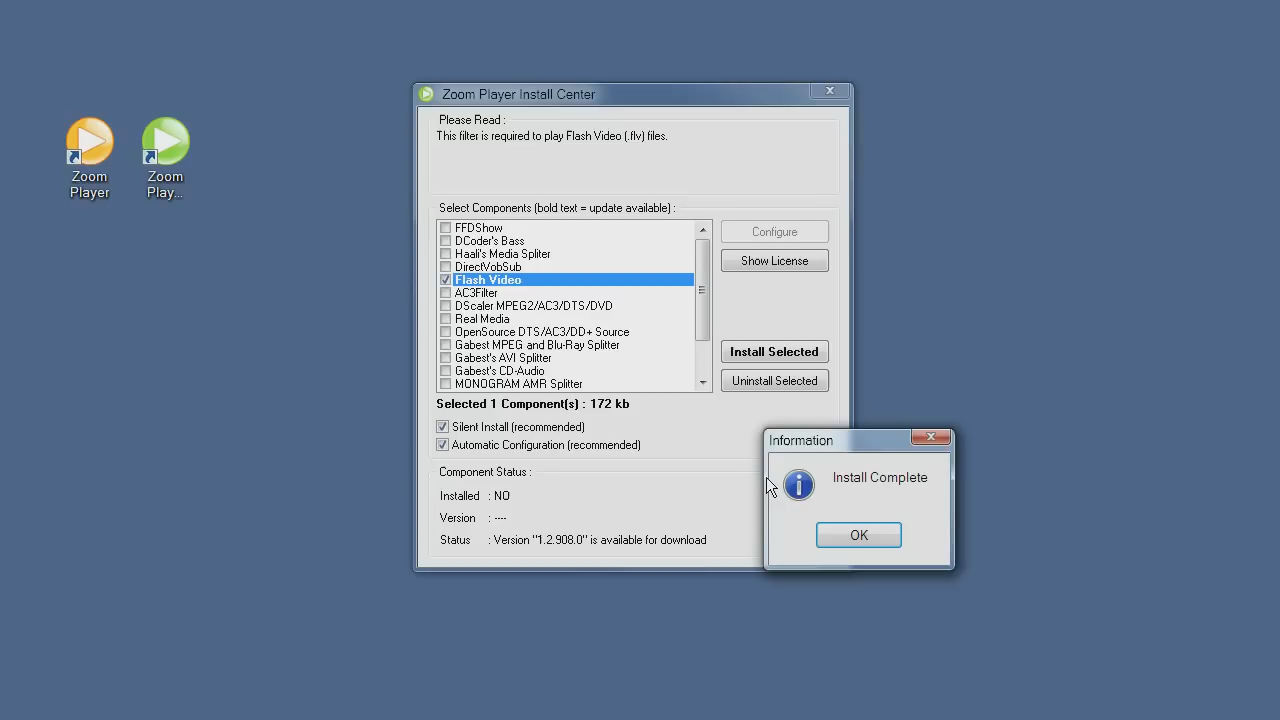 Zoom Player Install Center
Please Read :
This filter is required to play Flash Video (.flv) files.
Zoom
Player
Zoom
Play...
Select Components (bold text = update available) :
FFDShow
DCoder's Bass
Haali's Media Spliter
DirectVobSub
Flash Video
AC3Filter
DScaler MPEG2/AC3/DTS/DVD
Real Media
OpenSource DTS/AC3/DD+ Source
Gabest MPEG and Blu-Ray Splitter
Gabest's AVI Splitter
Gabest's CD-Audio
MONOGRAM AMR Splitter
Configure
Show License
Install Selected
Uninstall Selected
Selected 1 Component(s) : 172 kb
Silent Install (recommended)
Automatic Configuration (recommended)
Component Status :
Installed : NO
Version : ----
Status : Version "1.2.908.0" is available for download
Information
Install Complete
OK